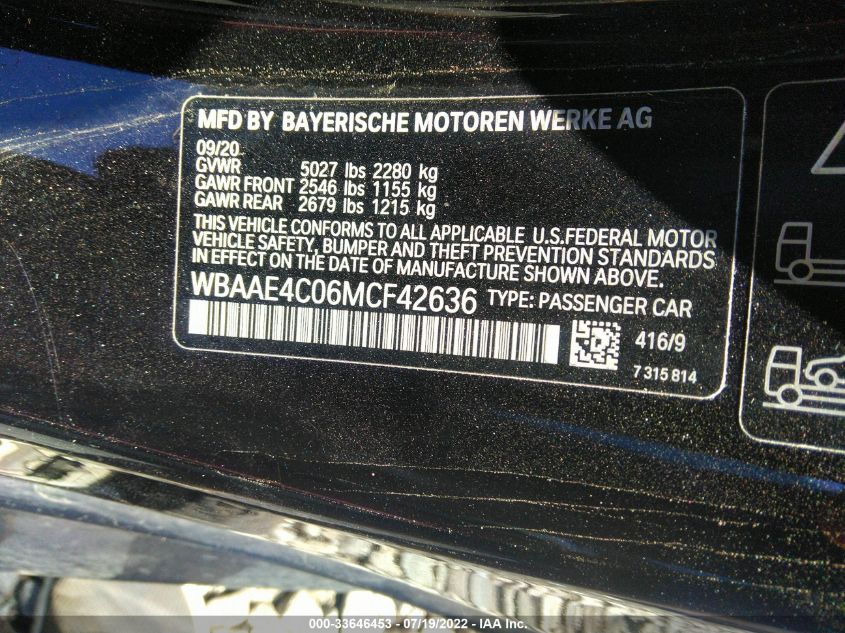 MFD BY BAYERISCHE MOTOREN WERKE AG
09/20
GVWR 5027 lbs 2280 kg
GAWR FRONT 2546 lbs 1155 kg
GAWR REAR 2679 lbs 1215 kg
THIS VEHICLE CONFORMS TO ALL APPLICABLE U.S.FEDERAL MOTOR
VEHICLE SAFETY, BUMPER AND THEFT PREVENTION STANDARDS
IN EFFECT ON THE DATE OF MANUFACTURE SHOWN ABOVE.
WBAAE4C06MCF42636 TYPE: PASSENGER CAR
416/9
7 315 814
000-33646453 - 07/19/2022 - IAA Inc.